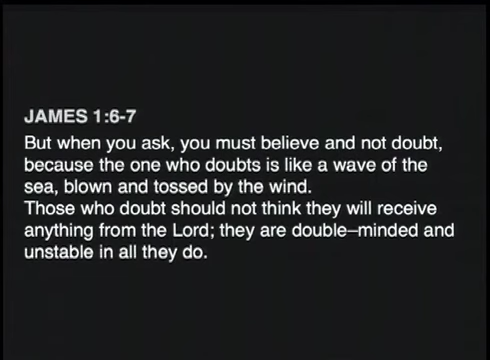 JAMES 1:6-7
But when you ask, you must believe and not doubt,
because the one who doubts is like a wave of the
sea, blown and tossed by the wind.
Those who doubt should not think they will receive
anything from the Lord; they are double–minded and
unstable in all they do.